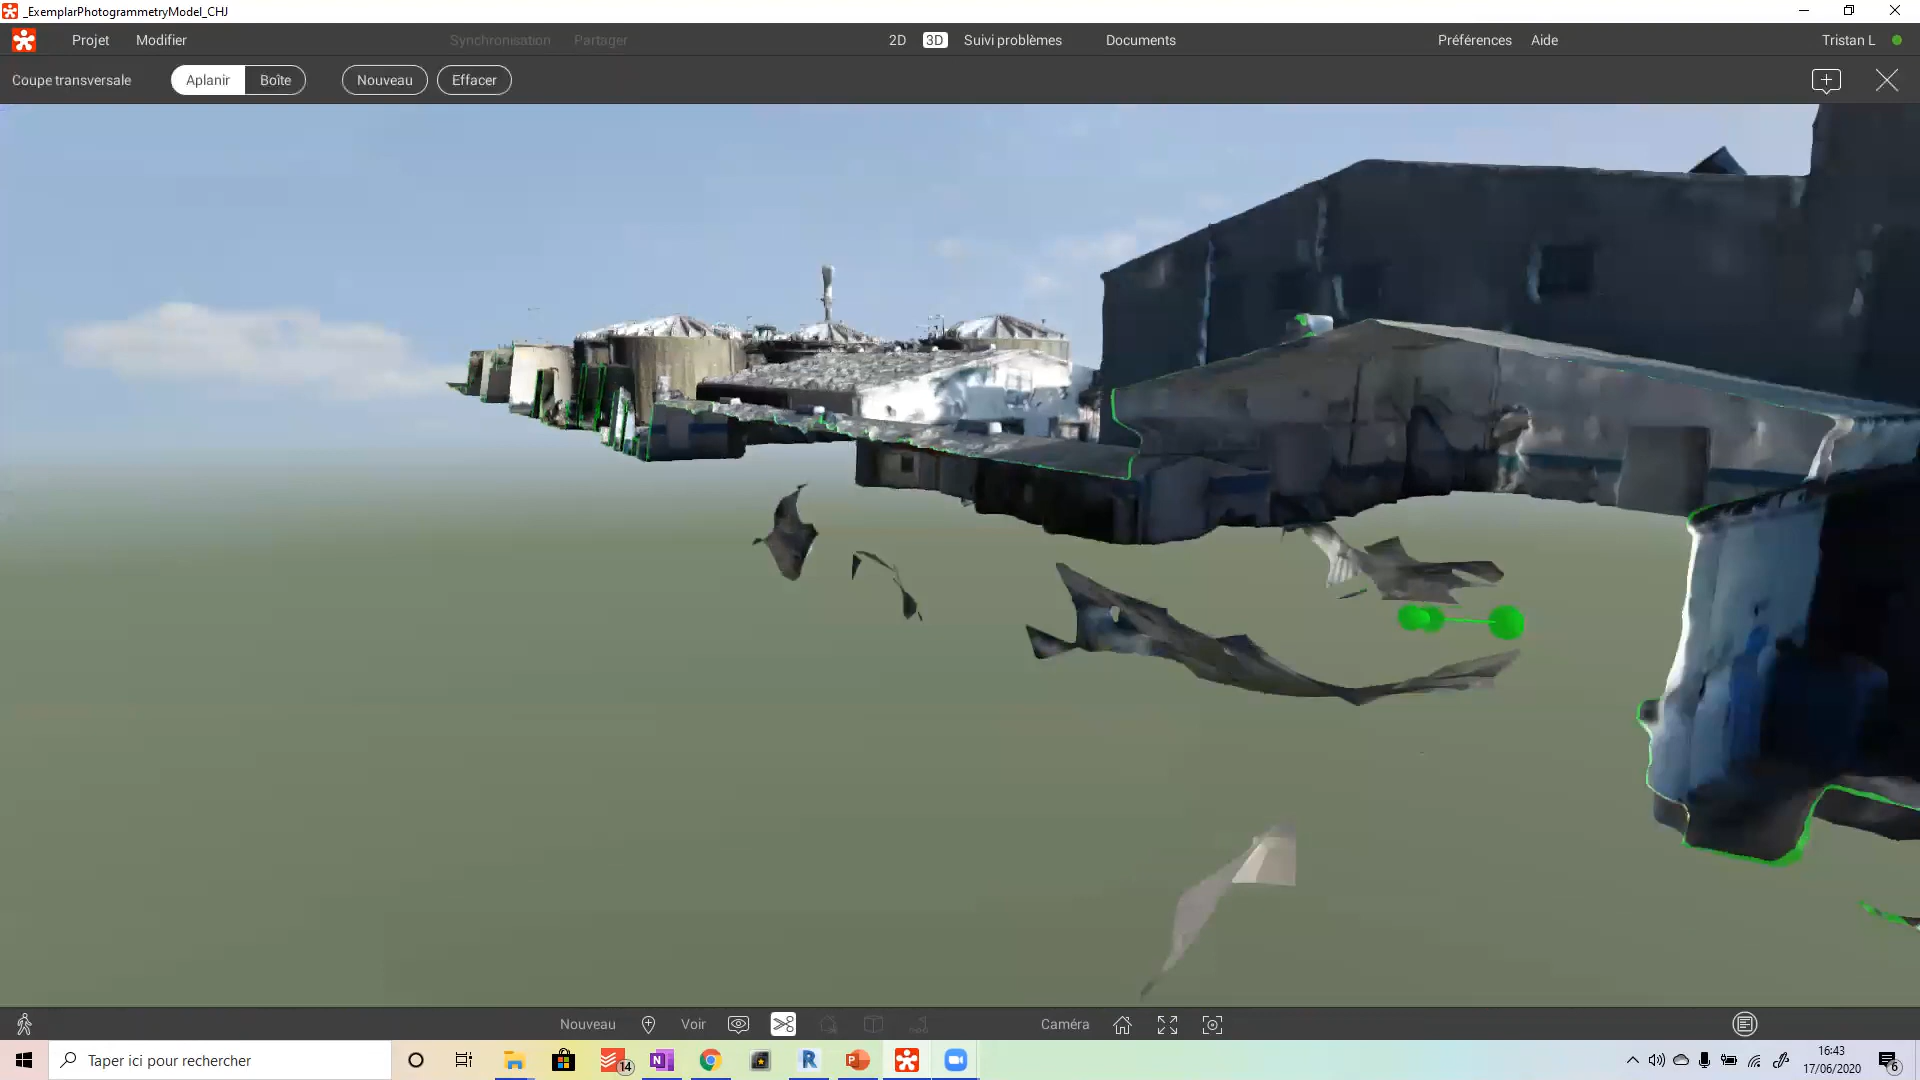 _ExemplarPhotogrammetryModel_CHJ
Projet Modifier Synchronisation Partager 2D 3D Suivi problèmes Documents Préférences Aide Tristan L
Coupe transversale Aplanir Boîte Nouveau Effacer
Nouveau Voir Caméra
Taper ici pour rechercher
14
N
R
P
16:43
17/06/2020
6